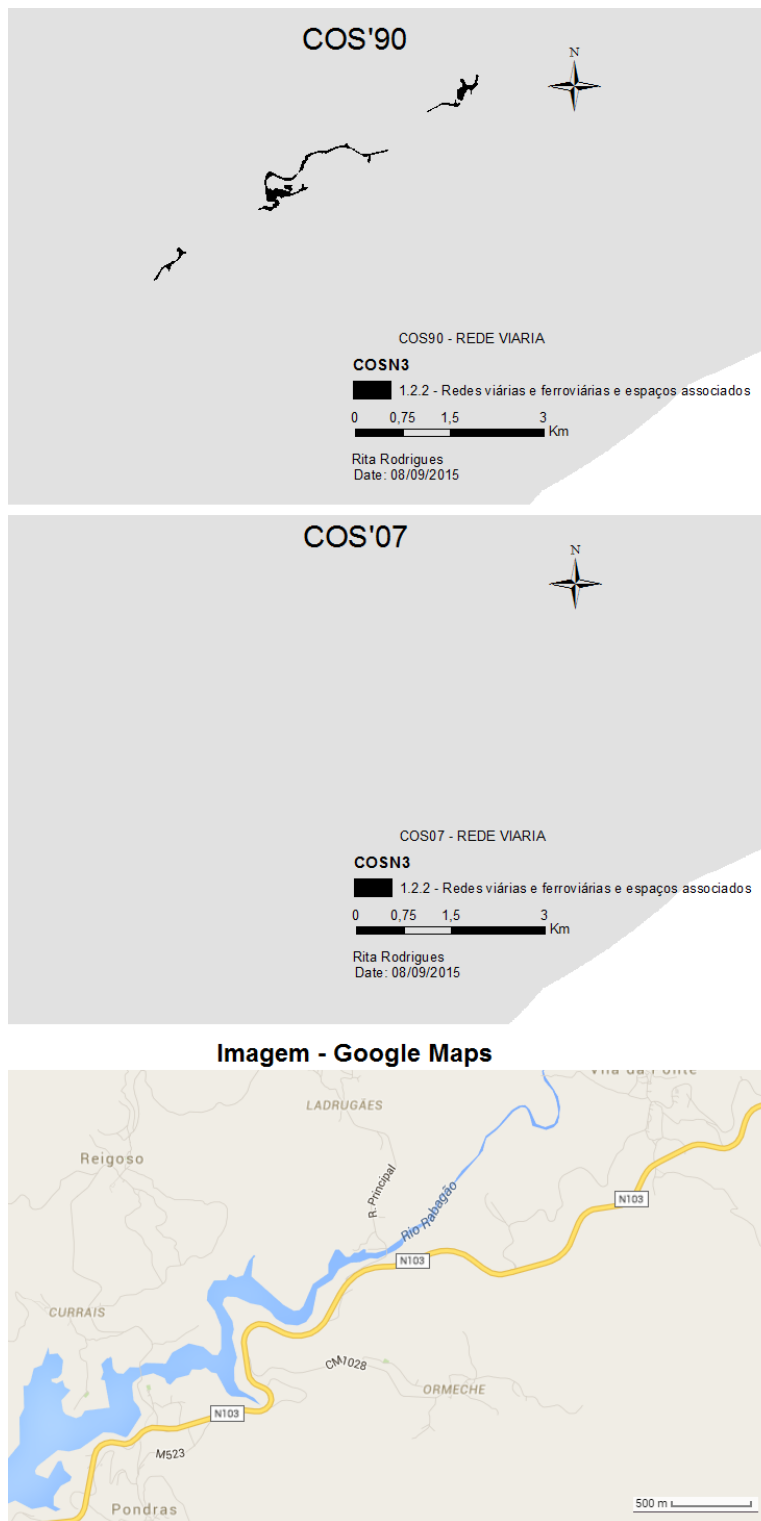 COS'90
N
COS90 - REDE VIARIA
COSN3
1.2.2 - Redes viárias e ferroviárias e espaços associados
0 0,75 1,5 3
Km
Rita Rodrigues
Date: 08/09/2015
COS'07
N
COS07 - REDE VIARIA
COSN3
1.2.2 - Redes viárias e ferroviárias e espaços associados
0 0,75 1,5 3
Km
Rita Rodrigues
Date: 08/09/2015
Imagem - Google Maps
Vila da Ponte
LADRUGÃES
Reigoso
R. Principal
Rio Rabagão
N103
N103
CURRAIS
CM1028
ORMECHE
N103
M523
Pondras
500 m